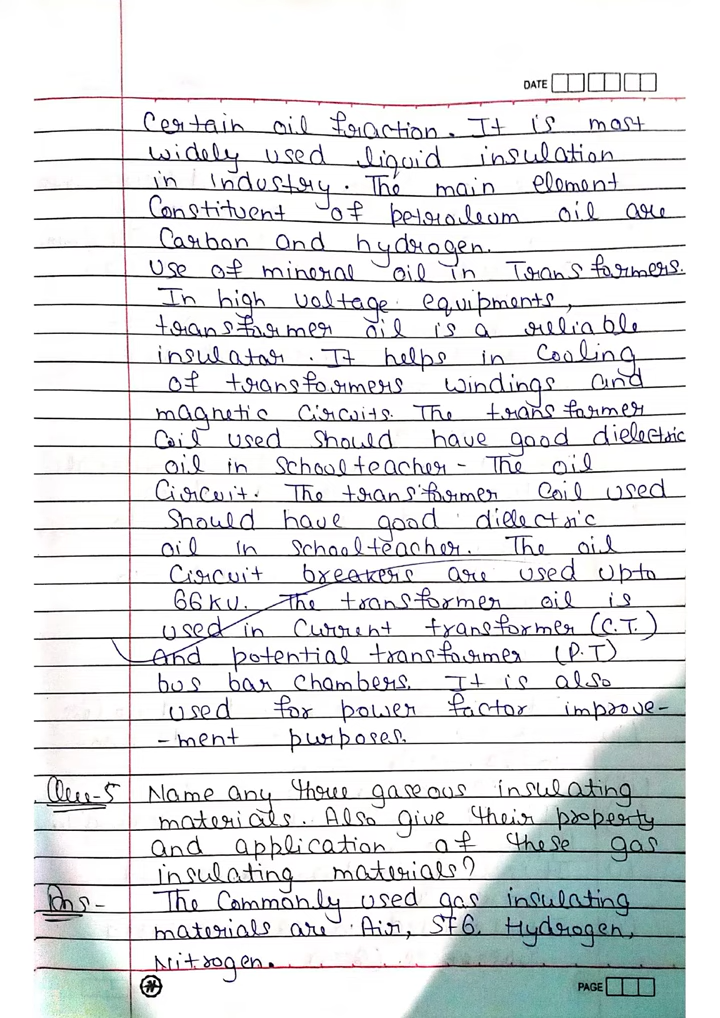 DATE
Certain oil fraction. It is most
widely used liquid insulation
in industry. The main element
Constituent of petroleum oil are
Carbon and hydrogen.
use of mineral oil in Transformers.
In high voltage equipments,
transformer oil is a reliable
insulator. It helps in Cooling
of transformers windings and
magnetic circuits. The transformer
Coil used should have good dielectric
oil in schoolteacher - The oil
Circuit. The transformer Coil used
Should have good dielectric
oil in schoolteacher. The oil
Circuit breakers are used upto
66KV. The transformer oil is
used in Current transformer (C.T.)
And potential transformer (P.T)
bus bar chambers. It is also
used for power factor improve-
-ment purposes.
Que-5 Name any three gaseous insulating
materials. Also give their property
and application of these gas
insulating materials?
Ans- The Commonly used gas insulating
materials are Air, SF6, Hydrogen,
Nitrogen.
PAGE